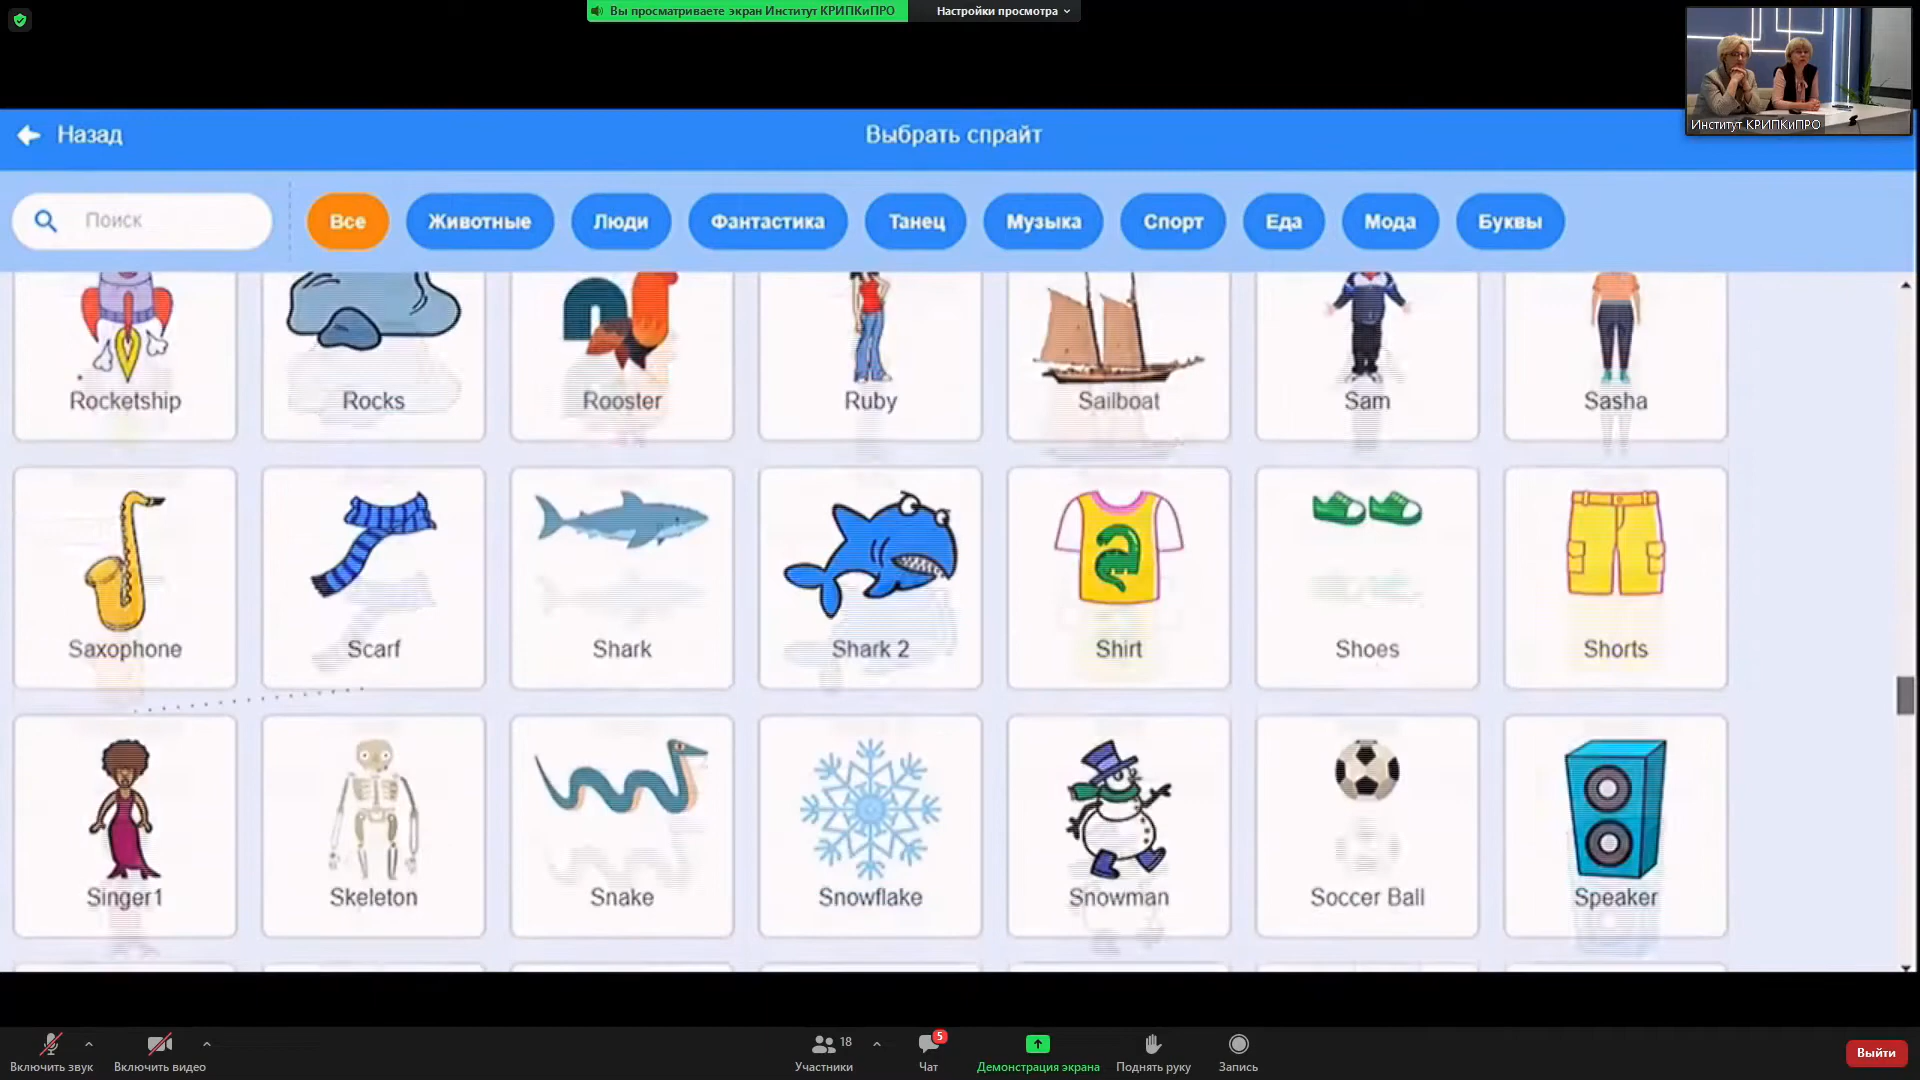 Вы просматриваете экран Институт КРИПКиПРО
Настройки просмотра
Институт КРИПКиПРО
Назад
Выбрать спрайт
Поиск
Все
Животные
Люди
Фантастика
Танец
Музыка
Спорт
Еда
Мода
Буквы
Rocketship
Rocks
Rooster
Ruby
Sailboat
Sam
Sasha
Saxophone
Scarf
Shark
Shark 2
Shirt
Shoes
Shorts
Singer1
Skeleton
Snake
Snowflake
Snowman
Soccer Ball
Speaker
Включить звук
Включить видео
18
Участники
5
Чат
Демонстрация экрана
Поднять руку
Запись
Выйти